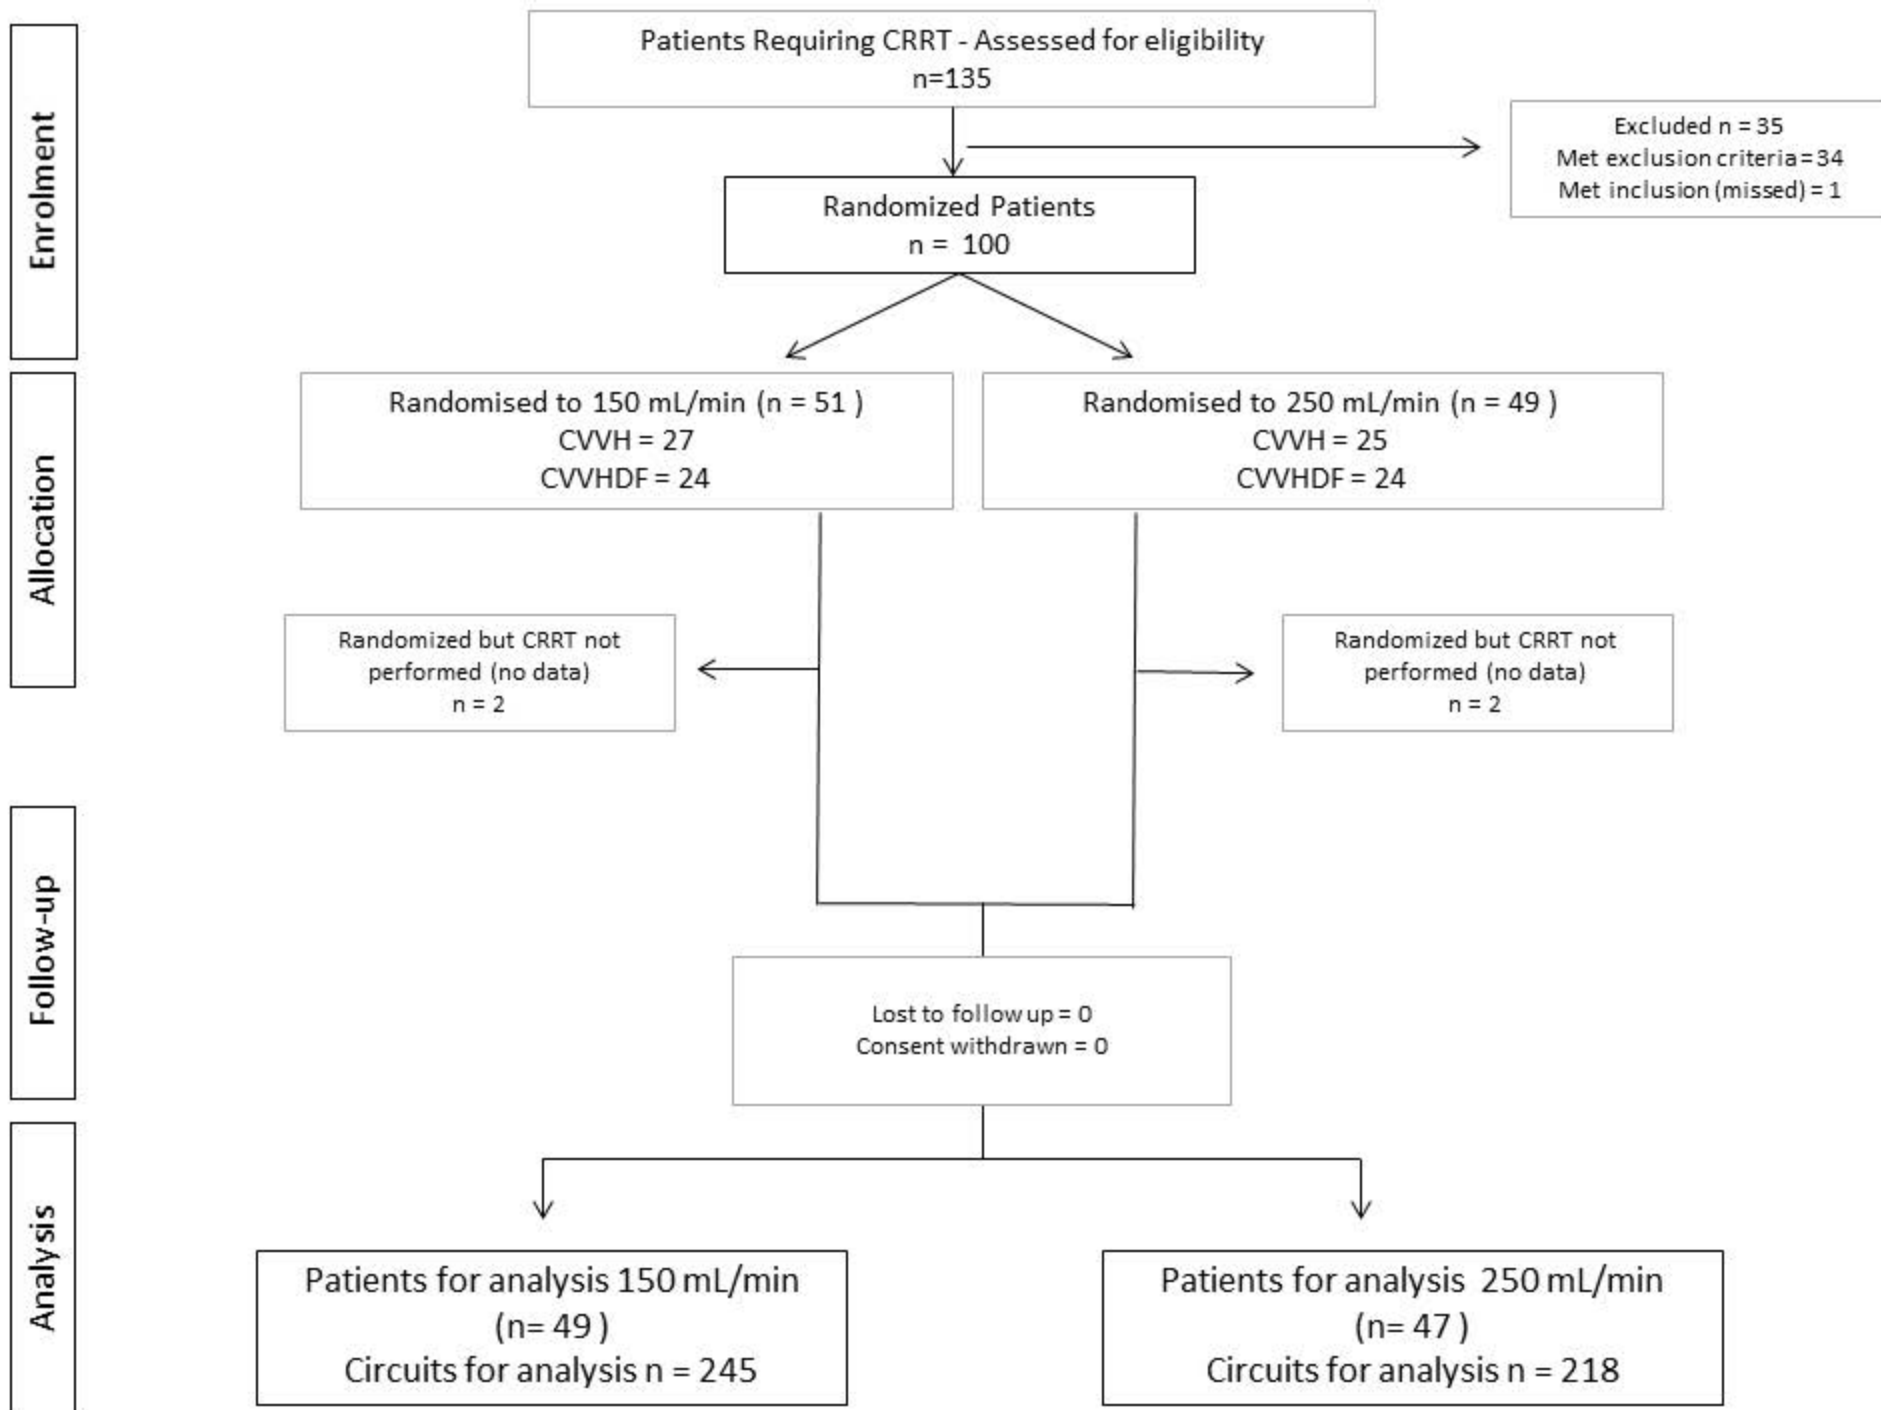 Enrolment
Patients Requiring CRRT - Assessed for eligibility
n=135
Excluded n = 35
Met exclusion criteria = 34
Met inclusion (missed) = 1
Randomized Patients
n = 100
Allocation
Randomised to 150 mL/min (n = 51 )
CVVH = 27
CVVHDF = 24
Randomised to 250 mL/min (n = 49 )
CVVH = 25
CVVHDF = 24
Randomized but CRRT not
performed (no data)
n = 2
Randomized but CRRT not
performed (no data)
n = 2
Follow-up
Lost to follow up = 0
Consent withdrawn = 0
Analysis
Patients for analysis 150 mL/min
(n= 49 )
Circuits for analysis n = 245
Patients for analysis 250 mL/min
(n= 47 )
Circuits for analysis n = 218